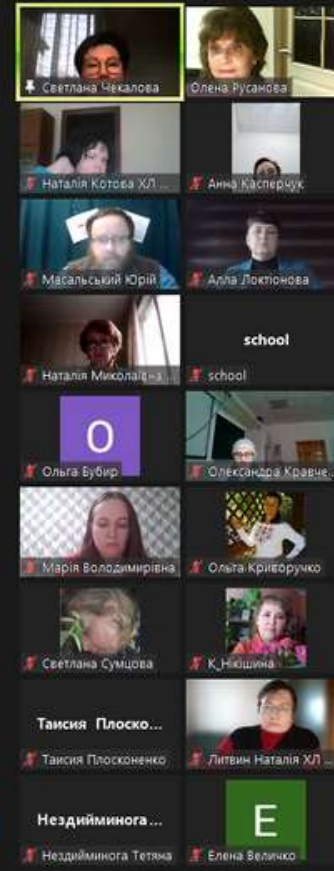 Светлана Чекалова
Олена Русанова
Наталія Котова ХЛ ...
Анна Касперчук
Масальський Юрій
Алла Локтіонова
Наталія Миколаївна ...
school
school
О
Ольга Бубир
Олександра Кравче...
Марія Володимирівна
Ольга Криворучко
Светлана Сумцова
К_Нікішина
Таисия Плоско...
Таисия Плосконенко
Литвин Наталія ХЛ ...
Нездийминога ...
Нездийминога Тетяна
Е
Елена Величко